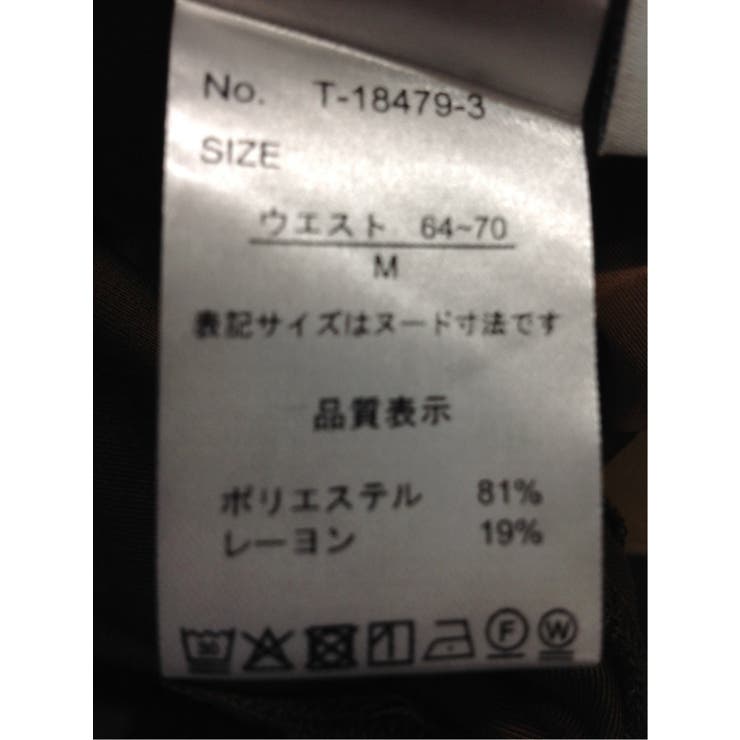 No. T-18479-3
SIZE
ウエスト 64~70
M
表記サイズはヌード寸法です
品質表示
ポリエステル 81%
レーヨン 19%
30 F W